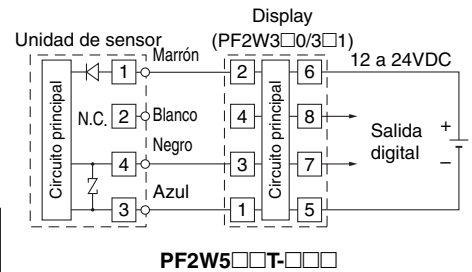 Display
Unidad de sensor (PF2W3□0/3□1)
Marrón 12 a 24VDC
1 2 6
N.C. 2 Blanco 4 8
Circuito principal
Circuito principal
Salida digital
+
−
Negro
4 3 7
Azul
3 1 5
PF2W5□□T-□□□